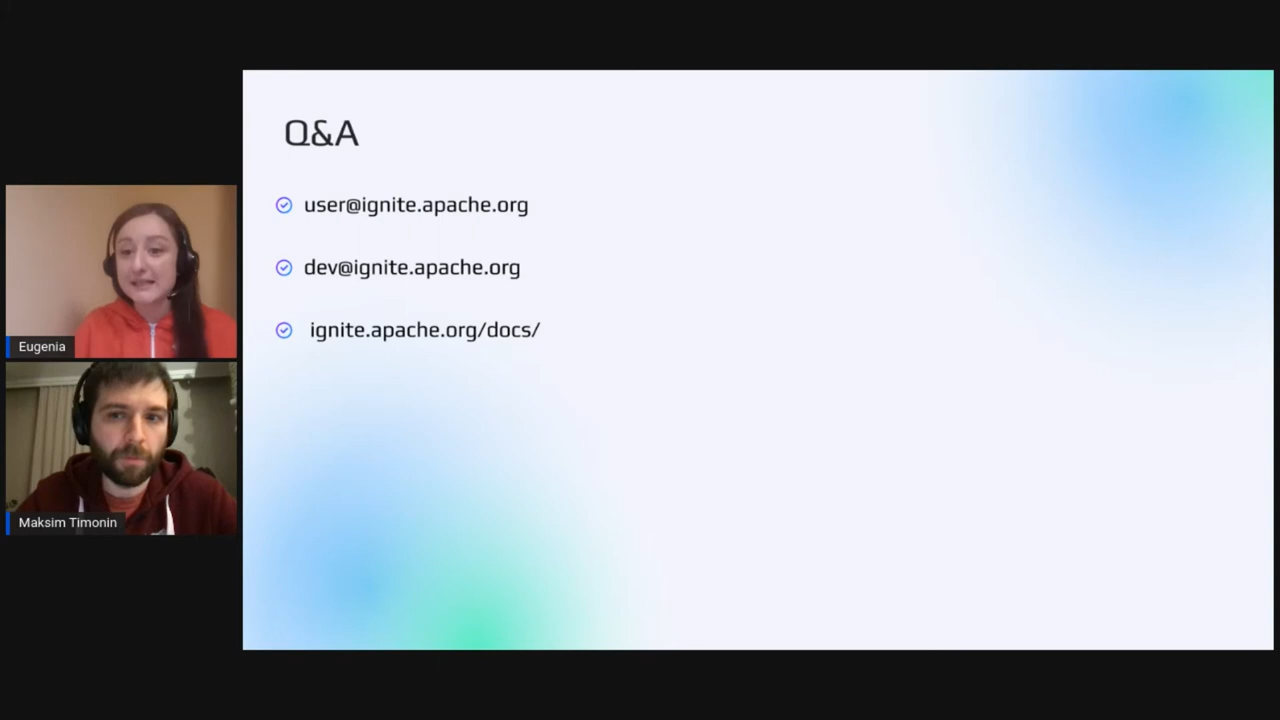 Q&A
user@ignite.apache.org
dev@ignite.apache.org
ignite.apache.org/docs/
Eugenia
Maksim Timonin